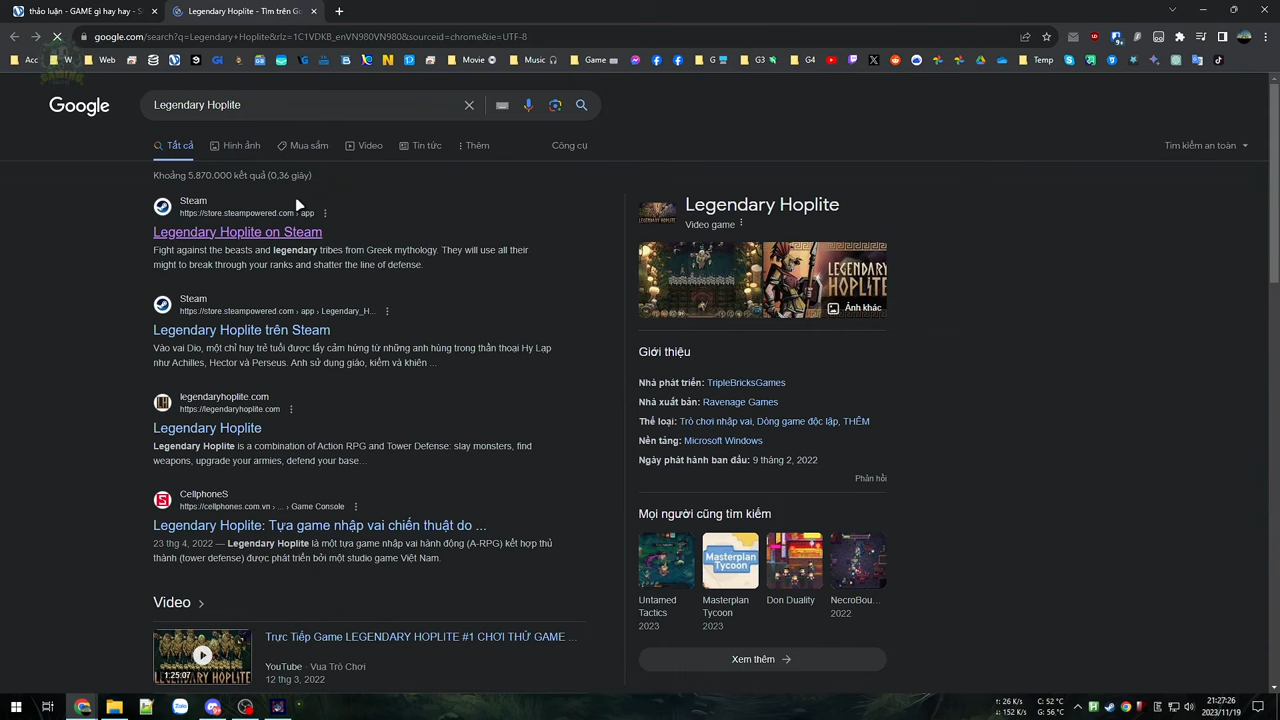 thảo luận - GAME gì hay hay - S
Legendary Hoplite - Tìm trên Go
google.com/search?q=Legendary+Hoplite&rlz=1C1VDKB_enVN980VN980&sourceid=chrome&ie=UTF-8
Acc
W
Web
Movie
Music
Game
G
G3
G4
Temp
GAMING
Google
Legendary Hoplite
Tất cả
Hình ảnh
Mua sắm
Video
Tin tức
Thêm
Công cụ
Tìm kiếm an toàn
Khoảng 5.870.000 kết quả (0,36 giây)
Steam
https://store.steampowered.com › app
Legendary Hoplite on Steam
Fight against the beasts and legendary tribes from Greek mythology. They will use all their
might to break through your ranks and shatter the line of defense.
Steam
https://store.steampowered.com › app › Legendary_H...
Legendary Hoplite trên Steam
Vào vai Dio, một chỉ huy trẻ tuổi được lấy cảm hứng từ những anh hùng trong thần thoại Hy Lạp
như Achilles, Hector và Perseus. Anh sử dụng giáo, kiếm và khiên ...
legendaryhoplite.com
https://legendaryhoplite.com
Legendary Hoplite
Legendary Hoplite is a combination of Action RPG and Tower Defense: slay monsters, find
weapons, upgrade your armies, defend your base...
CellphoneS
https://cellphones.com.vn › ... › Game Console
Legendary Hoplite: Tựa game nhập vai chiến thuật do ...
23 thg 4, 2022 — Legendary Hoplite là một tựa game nhập vai hành động (A-RPG) kết hợp thủ
thành (tower defense) được phát triển bởi một studio game Việt Nam.
Video
1:25:07
Trực Tiếp Game LEGENDARY HOPLITE #1 CHƠI THỬ GAME ...
YouTube · Vua Trò Chơi
12 thg 3, 2022
Legendary Hoplite
Video game
LEGENDARY
HOPLITE
Ảnh khác
Giới thiệu
Nhà phát triển: TripleBricksGames
Nhà xuất bản: Ravenage Games
Thể loại: Trò chơi nhập vai, Dòng game độc lập, THÊM
Nền tảng: Microsoft Windows
Ngày phát hành ban đầu: 9 tháng 2, 2022
Phản hồi
Mọi người cũng tìm kiếm
Masterplan
Tycoon
Untamed
Tactics
2023
Masterplan
Tycoon
2023
Don Duality
NecroBou...
2022
Xem thêm
26 K/s
152 K/s
C: 52 °C
G: 56 °C
21:27:26
2023/11/19